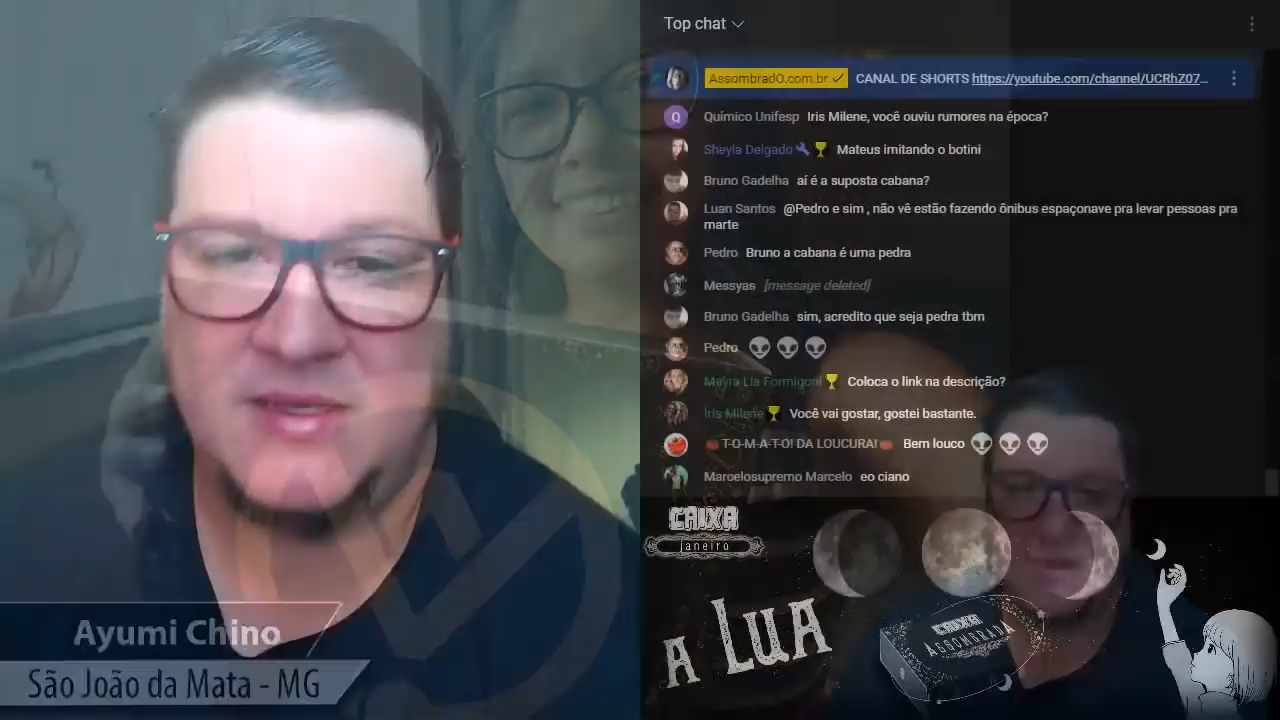 Top chat
AssombradO.com.br CANAL DE SHORTS https://youtube.com/channel/UCRhZ07...
Q Químico Unifesp Iris Milene, você ouviu rumores na época?
Sheyla Delgado Mateus imitando o botini
Bruno Gadelha aí é a suposta cabana?
Luan Santos @Pedro e sim , não vê estão fazendo ônibus espaçonave pra levar pessoas pra
marte
Pedro Bruno a cabana é uma pedra
Messyas [message deleted]
Bruno Gadelha sim, acredito que seja pedra tbm
Pedro 👽👽👽
Mayra Lia Formigoni Coloca o link na descrição?
Iris Milene Você vai gostar, gostei bastante.
🍅T-O-M-A-T-O! DA LOUCURA!🍅 Bem louco 👽👽👽
Marcelosupremo Marcelo eo ciano
CAIXA
janeiro
A LUA
CAIXA
ASSOMBRADA
Ayumi Chino
São João da Mata - MG